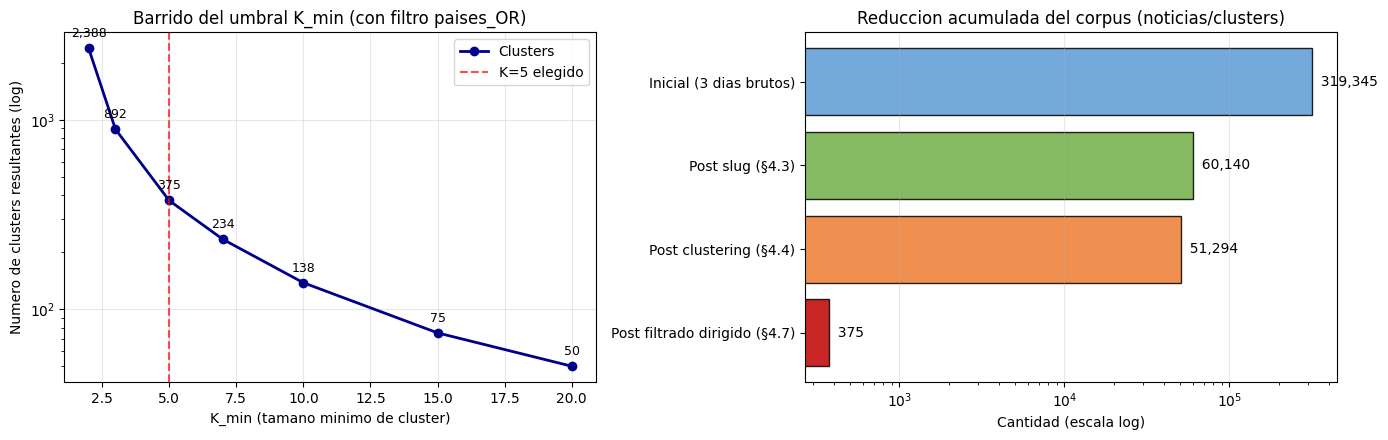 Barrido del umbral K_min (con filtro paises_OR)
Numero de clusters resultantes (log)
10³
10²
2,388
892
375
234
138
75
50
Clusters
K=5 elegido
2.5 5.0 7.5 10.0 12.5 15.0 17.5 20.0
K_min (tamano minimo de cluster)
Reduccion acumulada del corpus (noticias/clusters)
Inicial (3 dias brutos) 319,345
Post slug (§4.3) 60,140
Post clustering (§4.4) 51,294
Post filtrado dirigido (§4.7) 375
10³ 10⁴ 10⁵
Cantidad (escala log)